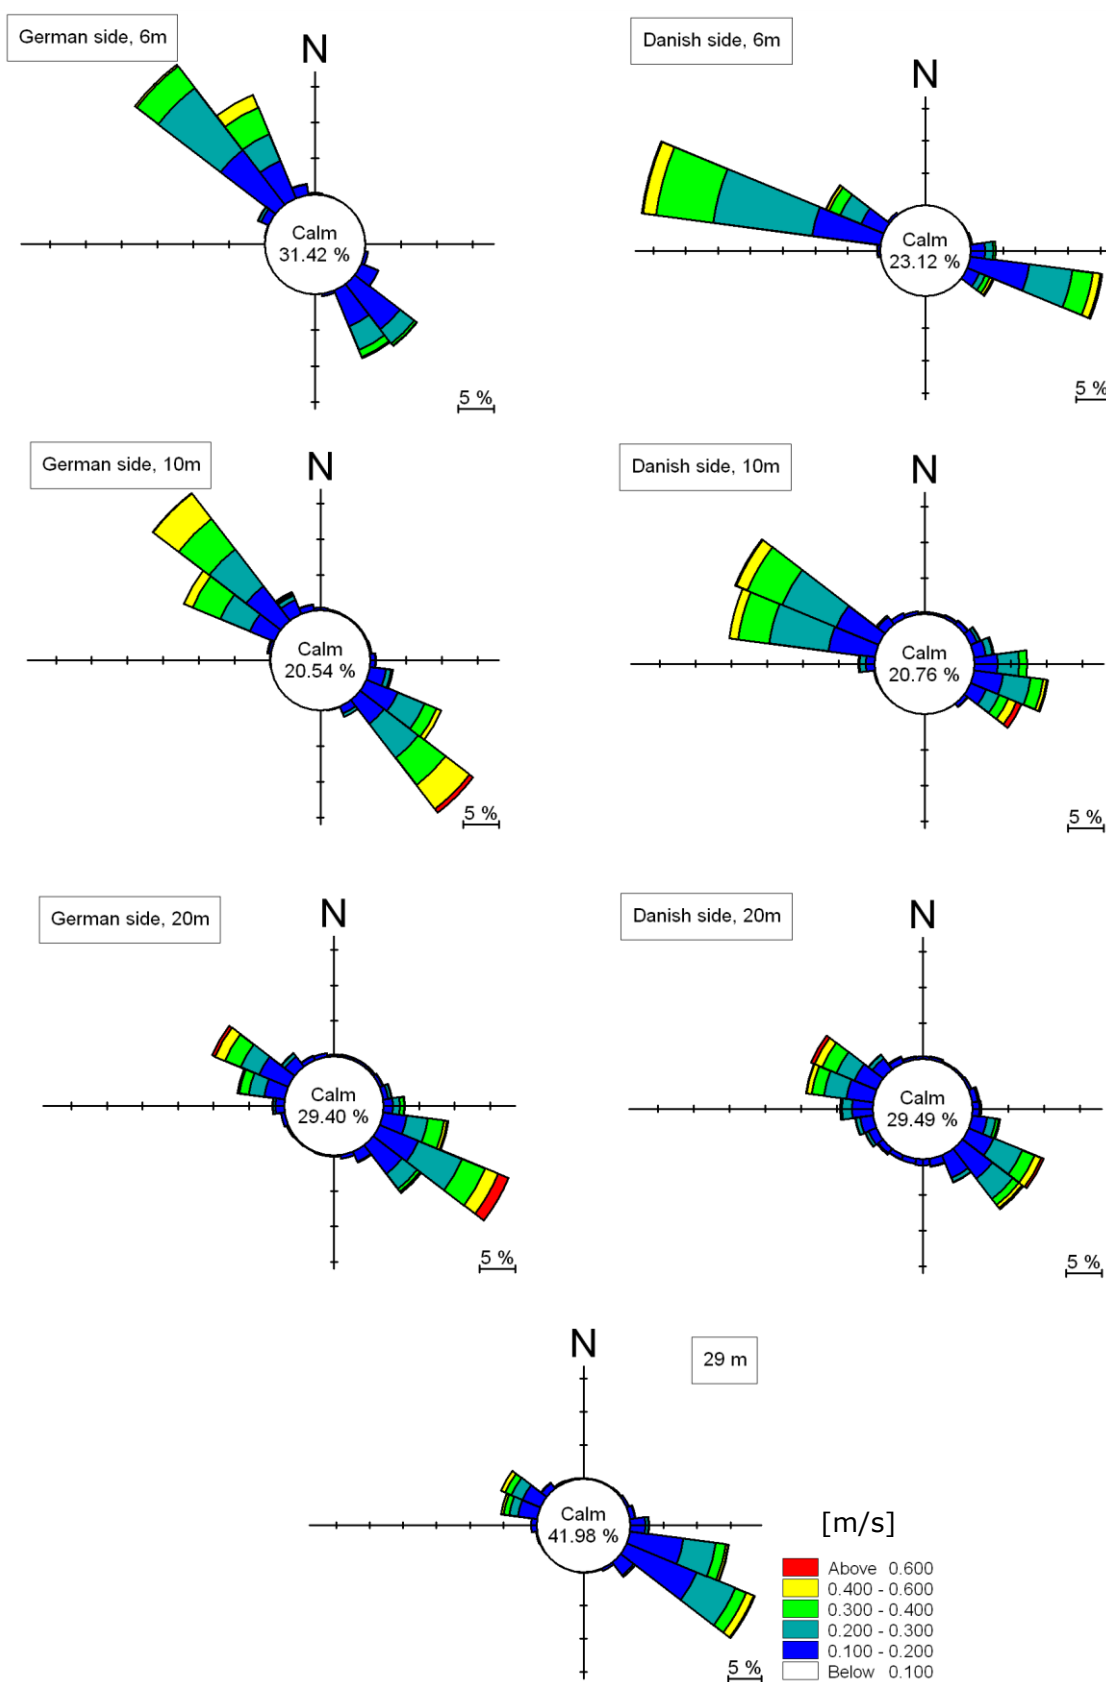 German side, 6m
N
Calm
31.42 %
5 %
Danish side, 6m
N
Calm
23.12 %
5 %
German side, 10m
N
Calm
20.54 %
5 %
Danish side, 10m
N
Calm
20.76 %
5 %
German side, 20m
N
Calm
29.40 %
5 %
Danish side, 20m
N
Calm
29.49 %
5 %
29 m
N
Calm
41.98 %
5 %
[m/s]
Above 0.600
0.400 - 0.600
0.300 - 0.400
0.200 - 0.300
0.100 - 0.200
Below 0.100